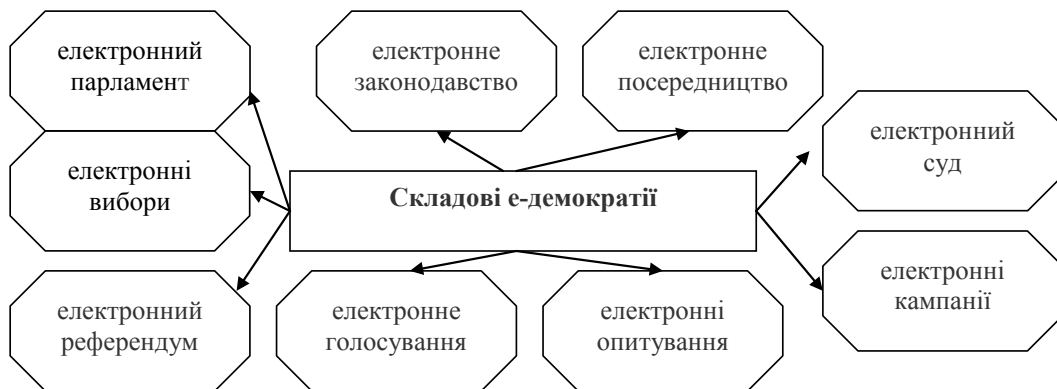 електронний
парламент
електронне
законодавство
електронне
посередництво
електронний
суд
електронні
вибори
Складові е-демократії
електронні
кампанії
електронний
референдум
електронне
голосування
електронні
опитування